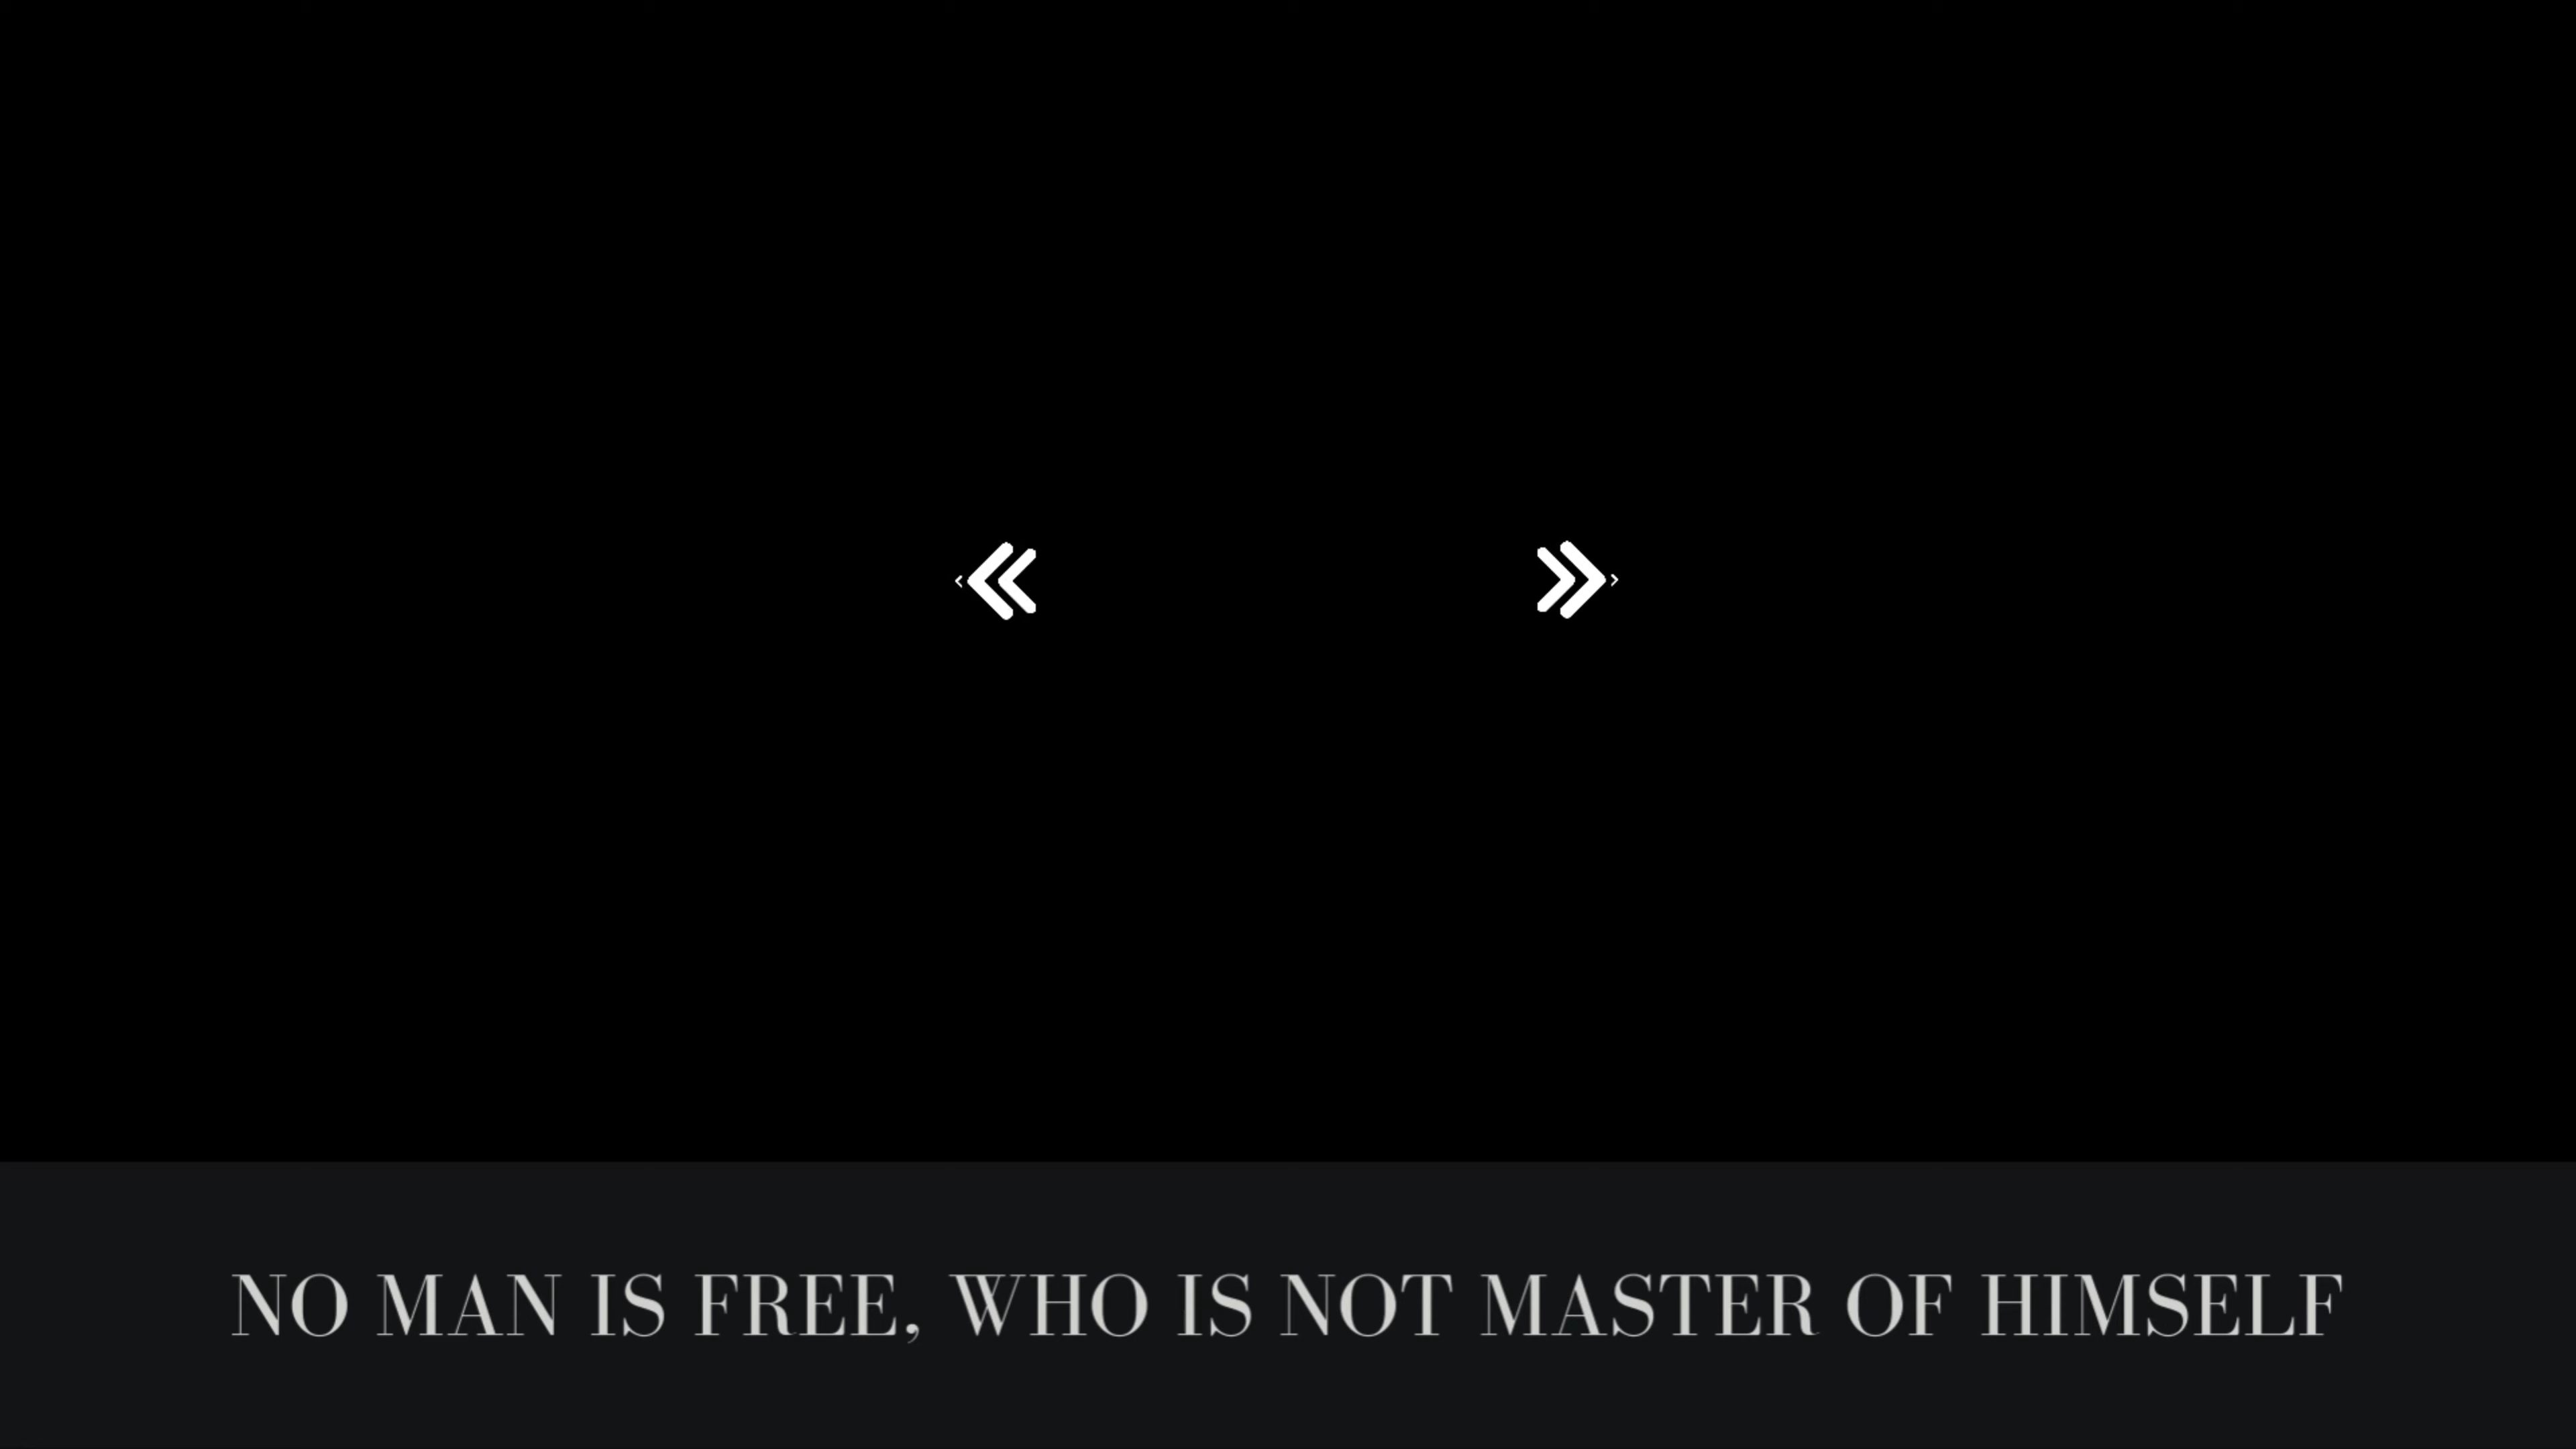 NO MAN IS FREE, WHO IS NOT MASTER OF HIMSELF